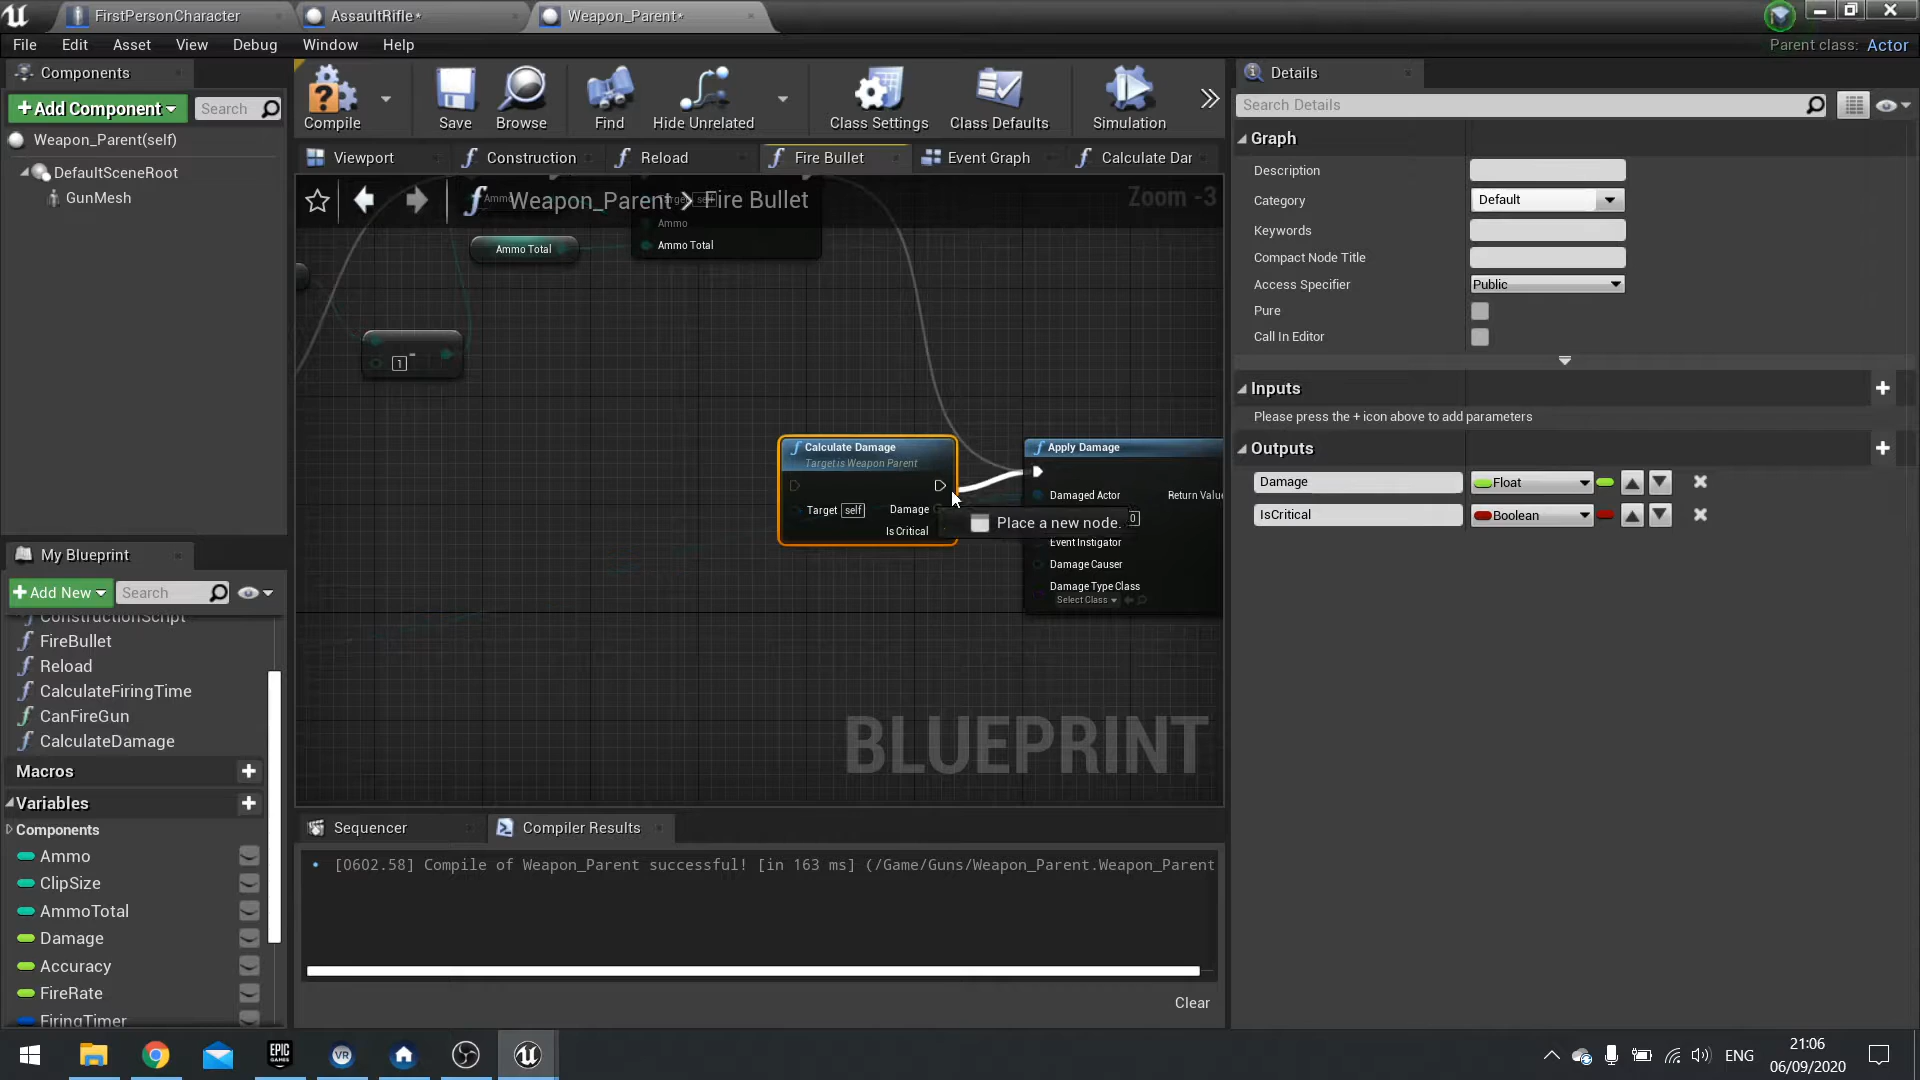 FirstPersonCharacter
AssaultRifle*
Weapon_Parent*
File Edit Asset View Debug Window Help
Parent class: Actor
Components
+Add Component
Search
Weapon_Parent(self)
DefaultSceneRoot
GunMesh
Compile
Save
Browse
Find
Hide Unrelated
Class Settings
Class Defaults
Simulation
Viewport
Construction
Reload
Fire Bullet
Event Graph
Calculate Dar
Weapon_Parent > Fire Bullet
Zoom -3
Ammo
Ammo Total
Ammo Total
1
Calculate Damage
Target is Weapon Parent
Target self
Damage
Is Critical
Place a new node.
Apply Damage
Damaged Actor
Return Value
0
Event Instigator
Damage Causer
Damage Type Class
Select Class
BLUEPRINT
My Blueprint
+Add New
Search
ConstructionScript
FireBullet
Reload
CalculateFiringTime
CanFireGun
CalculateDamage
Macros
Variables
Components
Ammo
ClipSize
AmmoTotal
Damage
Accuracy
FireRate
FiringTimer
Sequencer
Compiler Results
[0602.58] Compile of Weapon_Parent successful! [in 163 ms] (/Game/Guns/Weapon_Parent.Weapon_Parent
Clear
Details
Search Details
Graph
Description
Category Default
Keywords
Compact Node Title
Access Specifier Public
Pure
Call In Editor
Inputs
Please press the + icon above to add parameters
Outputs
Damage Float
IsCritical Boolean
EPIC
GAMES
VR
ENG
21:06
06/09/2020